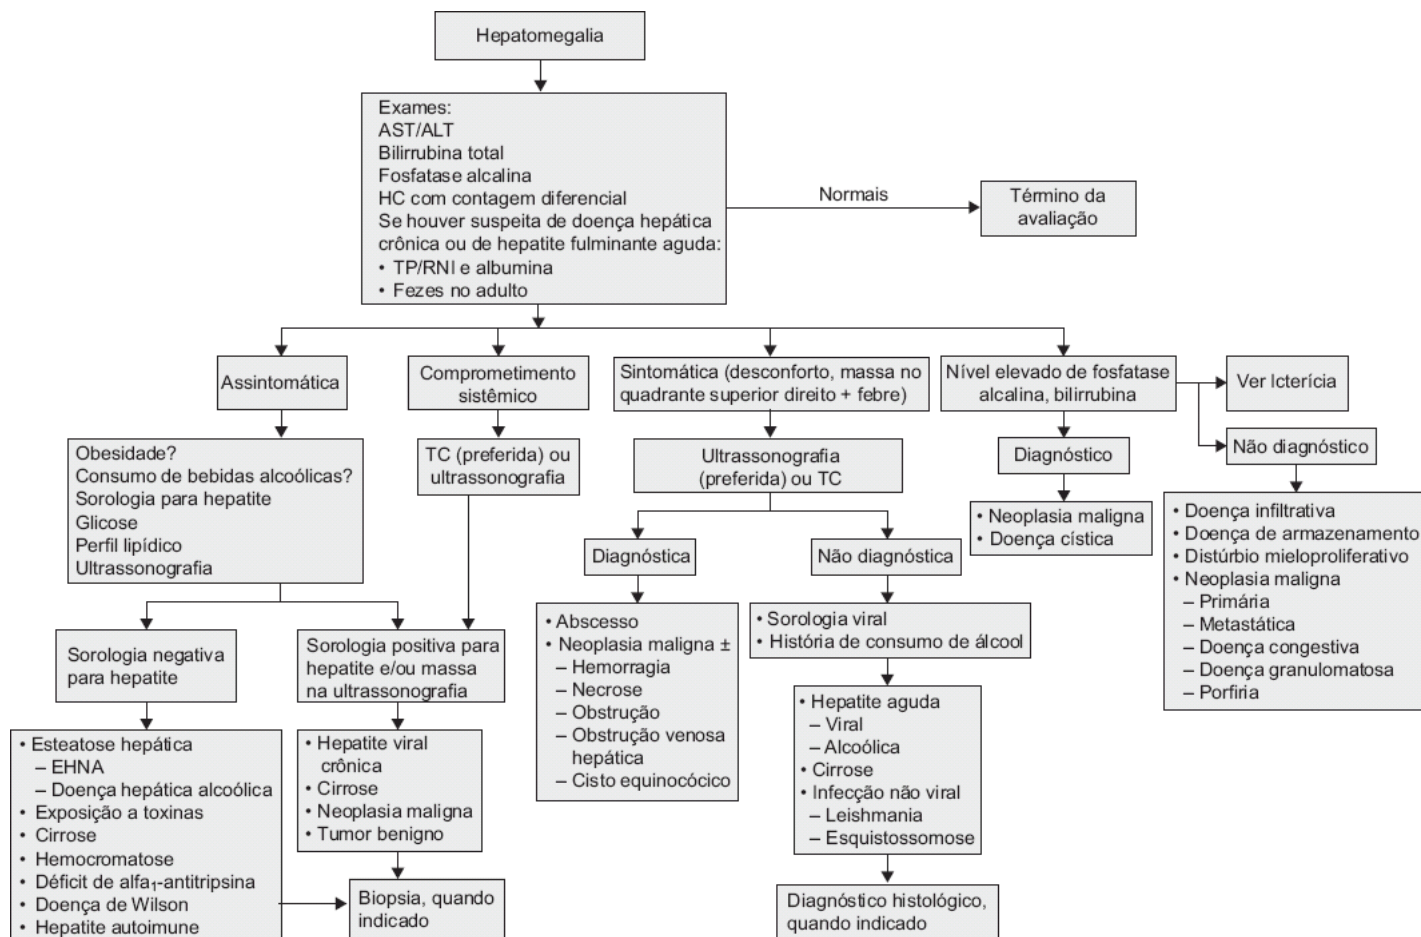 Hepatomegalia
Exames:
AST/ALT
Bilirrubina total
Fosfatase alcalina
HC com contagem diferencial
Se houver suspeita de doença hepática
crônica ou de hepatite fulminante aguda:
• TP/RNI e albumina
• Fezes no adulto
Normais
Término da
avaliação
Assintomática
Comprometimento
sistêmico
Sintomática (desconforto, massa no
quadrante superior direito + febre)
Nível elevado de fosfatase
alcalina, bilirrubina
Ver Icterícia
Obesidade?
Consumo de bebidas alcoólicas?
Sorologia para hepatite
Glicose
Perfil lipídico
Ultrassonografia
TC (preferida) ou
ultrassonografia
Ultrassonografia
(preferida) ou TC
Diagnóstico
Não diagnóstico
• Neoplasia maligna
• Doença cística
• Doença infiltrativa
• Doença de armazenamento
• Distúrbio mieloproliferativo
• Neoplasia maligna
– Primária
– Metastática
– Doença congestiva
– Doença granulomatosa
– Porfiria
Diagnóstica
Não diagnóstica
Sorologia negativa
para hepatite
Sorologia positiva para
hepatite e/ou massa
na ultrassonografia
• Abscesso
• Neoplasia maligna ±
– Hemorragia
– Necrose
– Obstrução
– Obstrução venosa
hepática
– Cisto equinocócico
• Sorologia viral
• História de consumo de álcool
• Hepatite aguda
– Viral
– Alcoólica
• Cirrose
• Infecção não viral
– Leishmania
– Esquistossomose
• Esteatose hepática
– EHNA
– Doença hepática alcoólica
• Exposição a toxinas
• Cirrose
• Hemocromatose
• Déficit de alfa₁-antitripsina
• Doença de Wilson
• Hepatite autoimune
• Hepatite viral
crônica
• Cirrose
• Neoplasia maligna
• Tumor benigno
Biopsia, quando
indicado
Diagnóstico histológico,
quando indicado